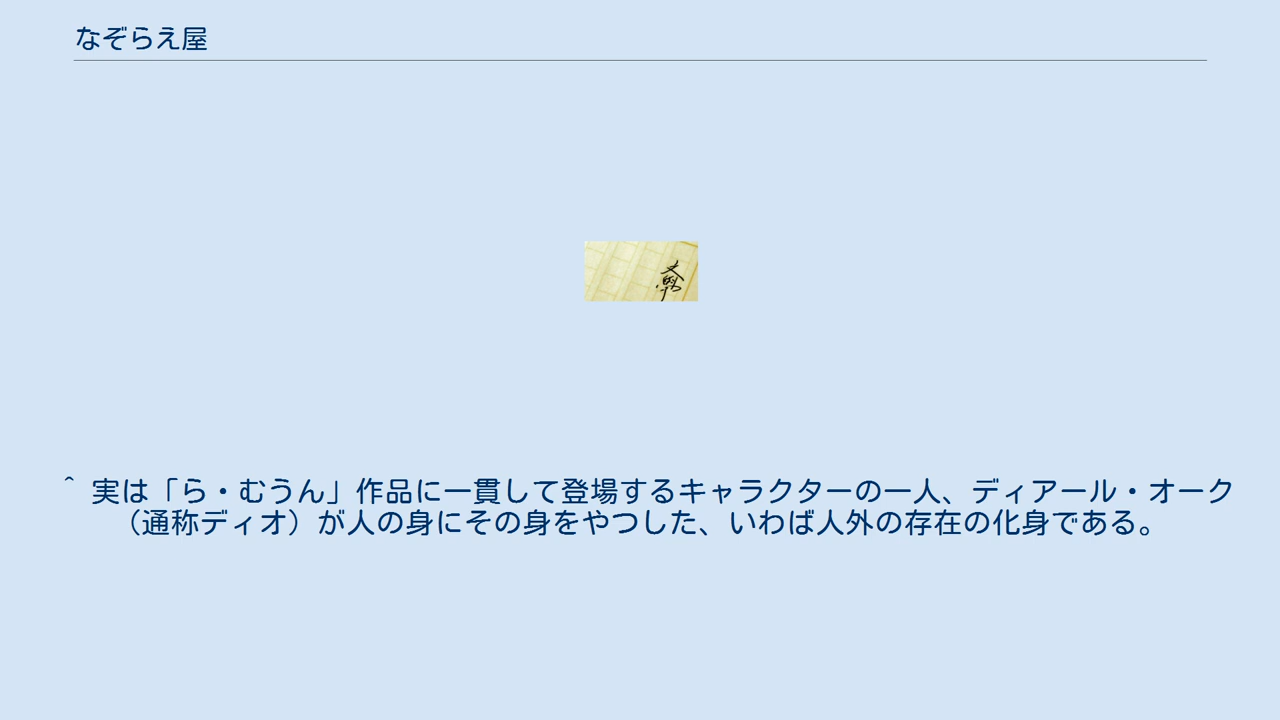 なぞらえ屋
^ 実は「ら・むうん」作品に一貫して登場するキャラクターの一人、ディアール・オーク
（通称ディオ）が人の身にその身をやつした、いわば人外の存在の化身である。